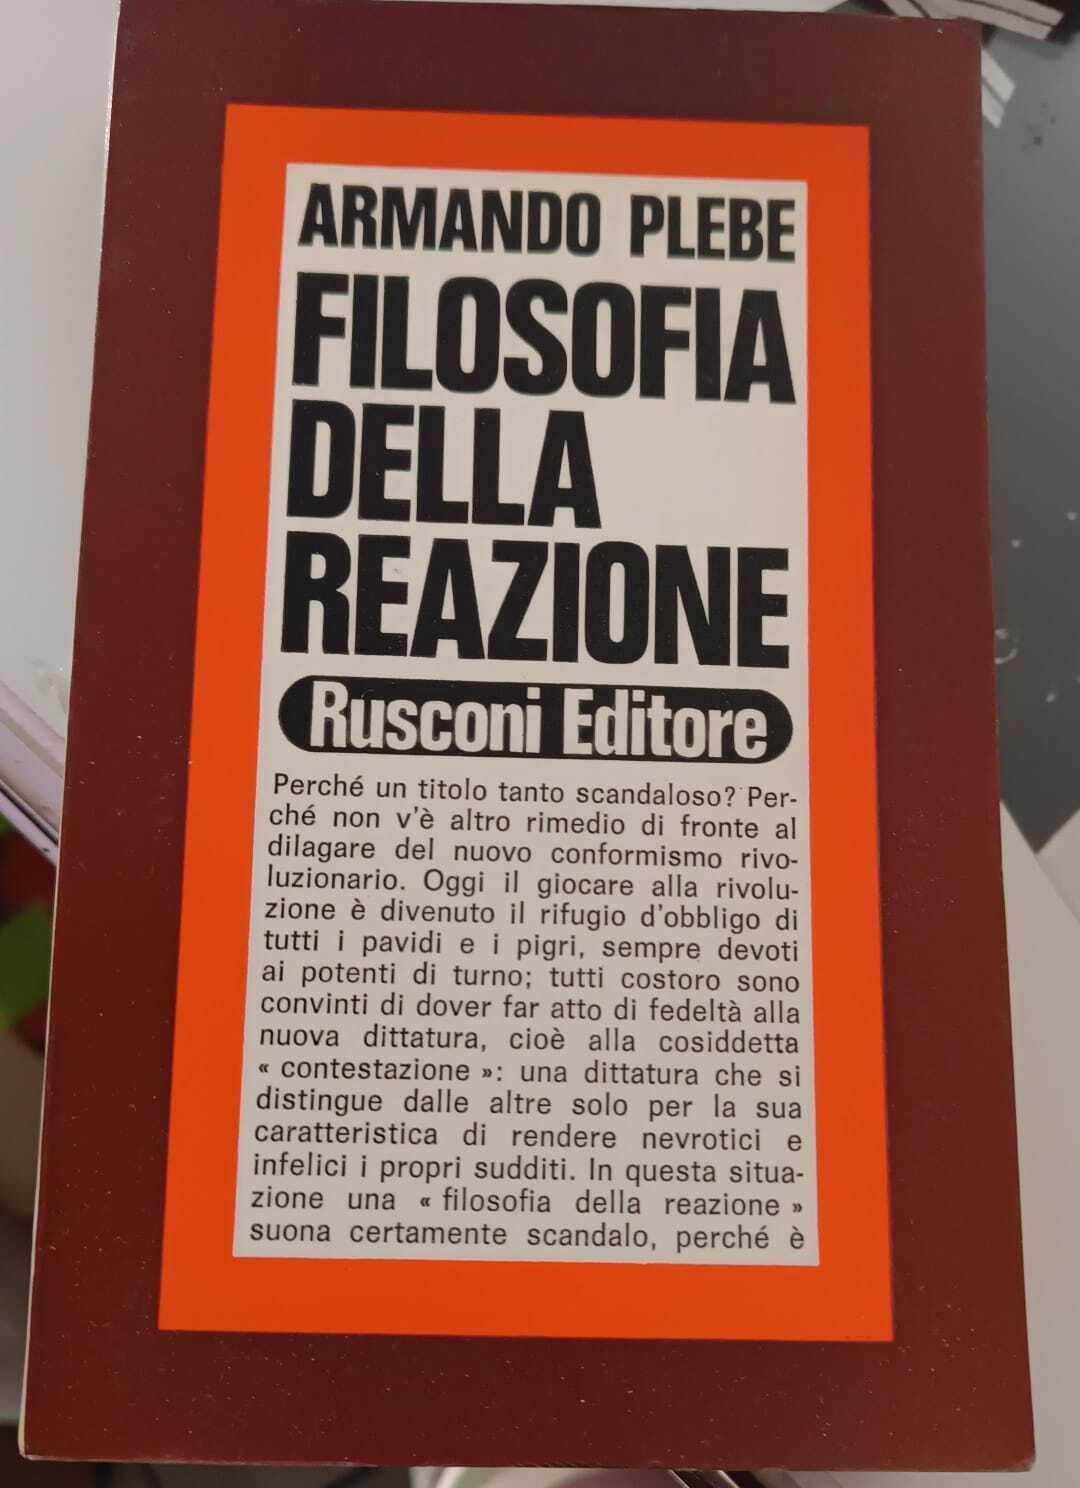 ARMANDO PLEBE
FILOSOFIA
DELLA
REAZIONE
Rusconi Editore
Perché un titolo tanto scandaloso? Per-
ché non v'è altro rimedio di fronte al
dilagare del nuovo conformismo rivo-
luzionario. Oggi il giocare alla rivolu-
zione è divenuto il rifugio d'obbligo di
tutti i pavidi e i pigri, sempre devoti
ai potenti di turno; tutti costoro sono
convinti di dover far atto di fedeltà alla
nuova dittatura, cioè alla cosiddetta
« contestazione »: una dittatura che si
distingue dalle altre solo per la sua
caratteristica di rendere nevrotici e
infelici i propri sudditi. In questa situa-
zione una « filosofia della reazione »
suona certamente scandalo, perché è